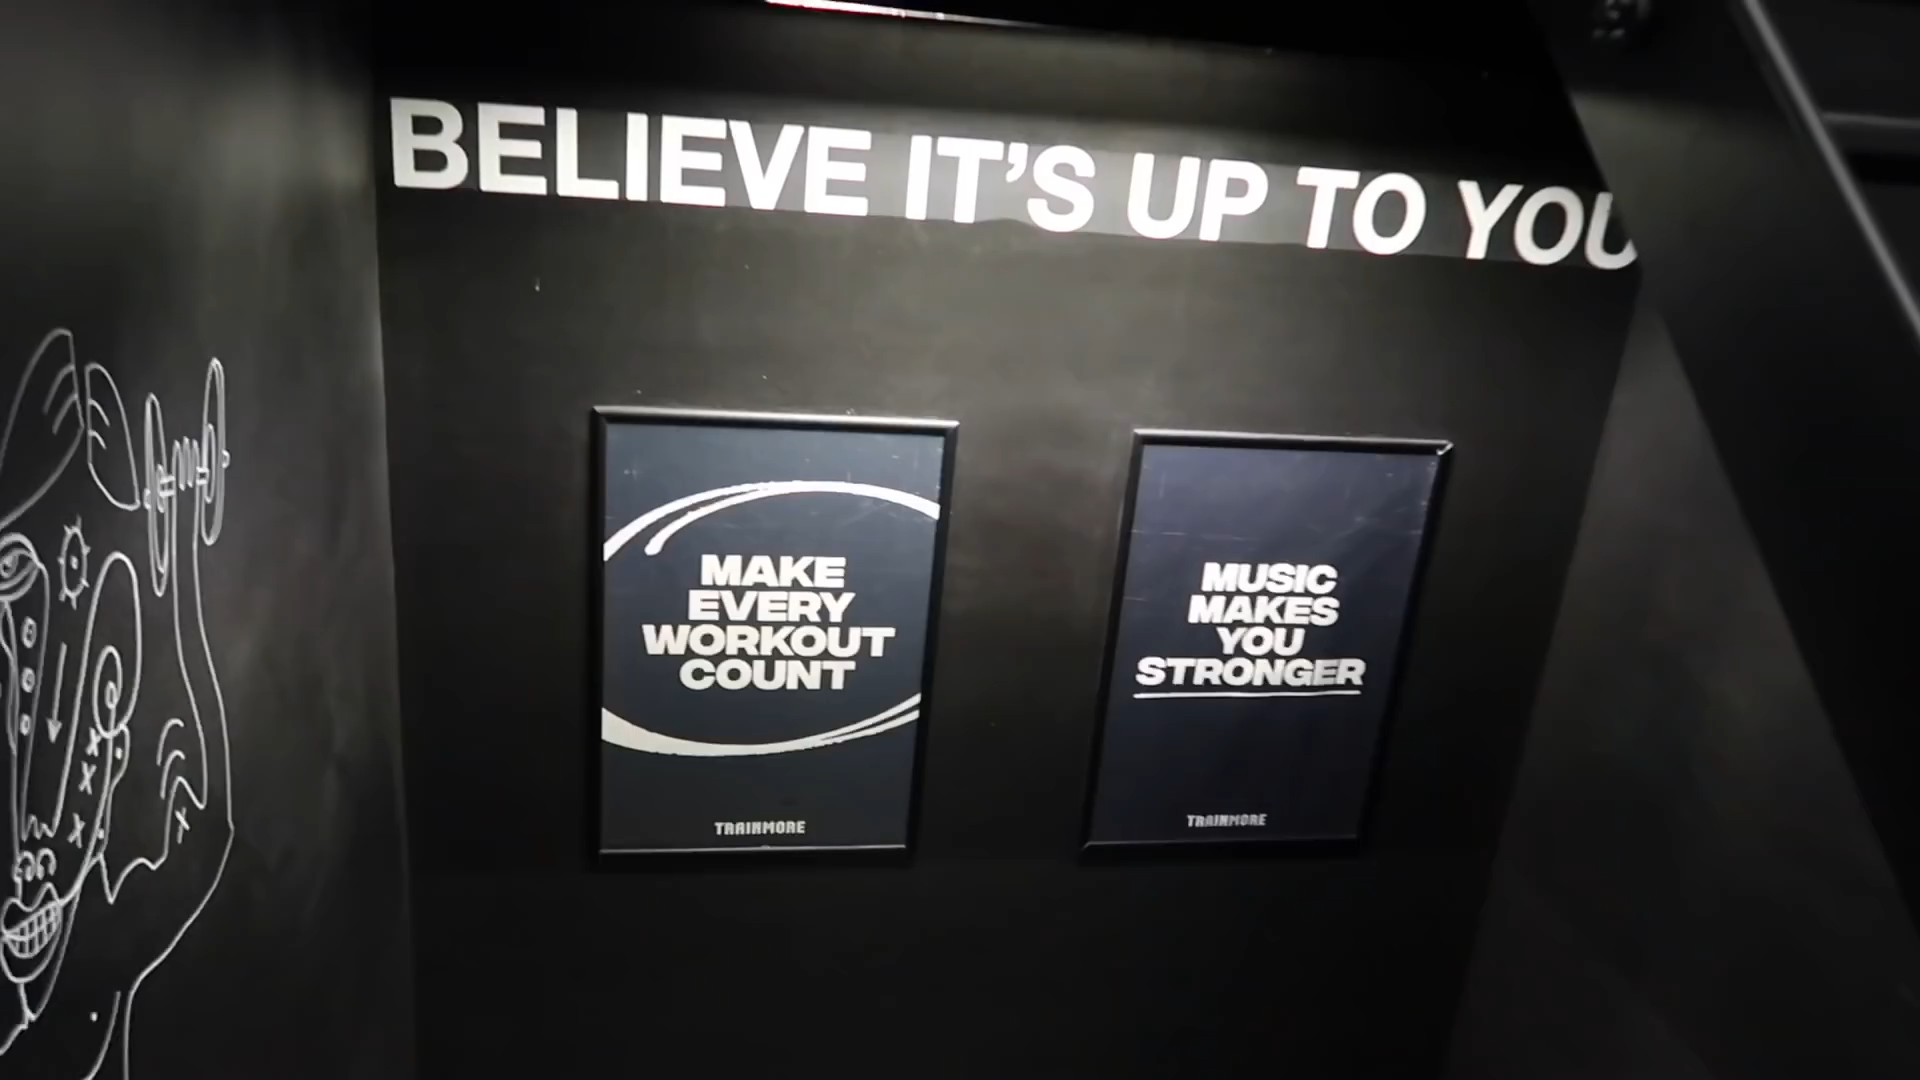 BELIEVE IT'S UP TO YOU
MAKE
EVERY
WORKOUT
COUNT
TRAINMORE
MUSIC
MAKES
YOU
STRONGER
TRAINMORE